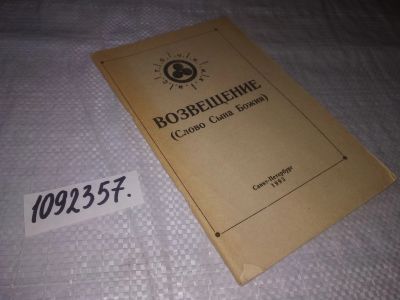 ВОЗВЕЩЕНИЕ
(Слово Сына Божия)
Санкт-Петербург
1992
1092357.